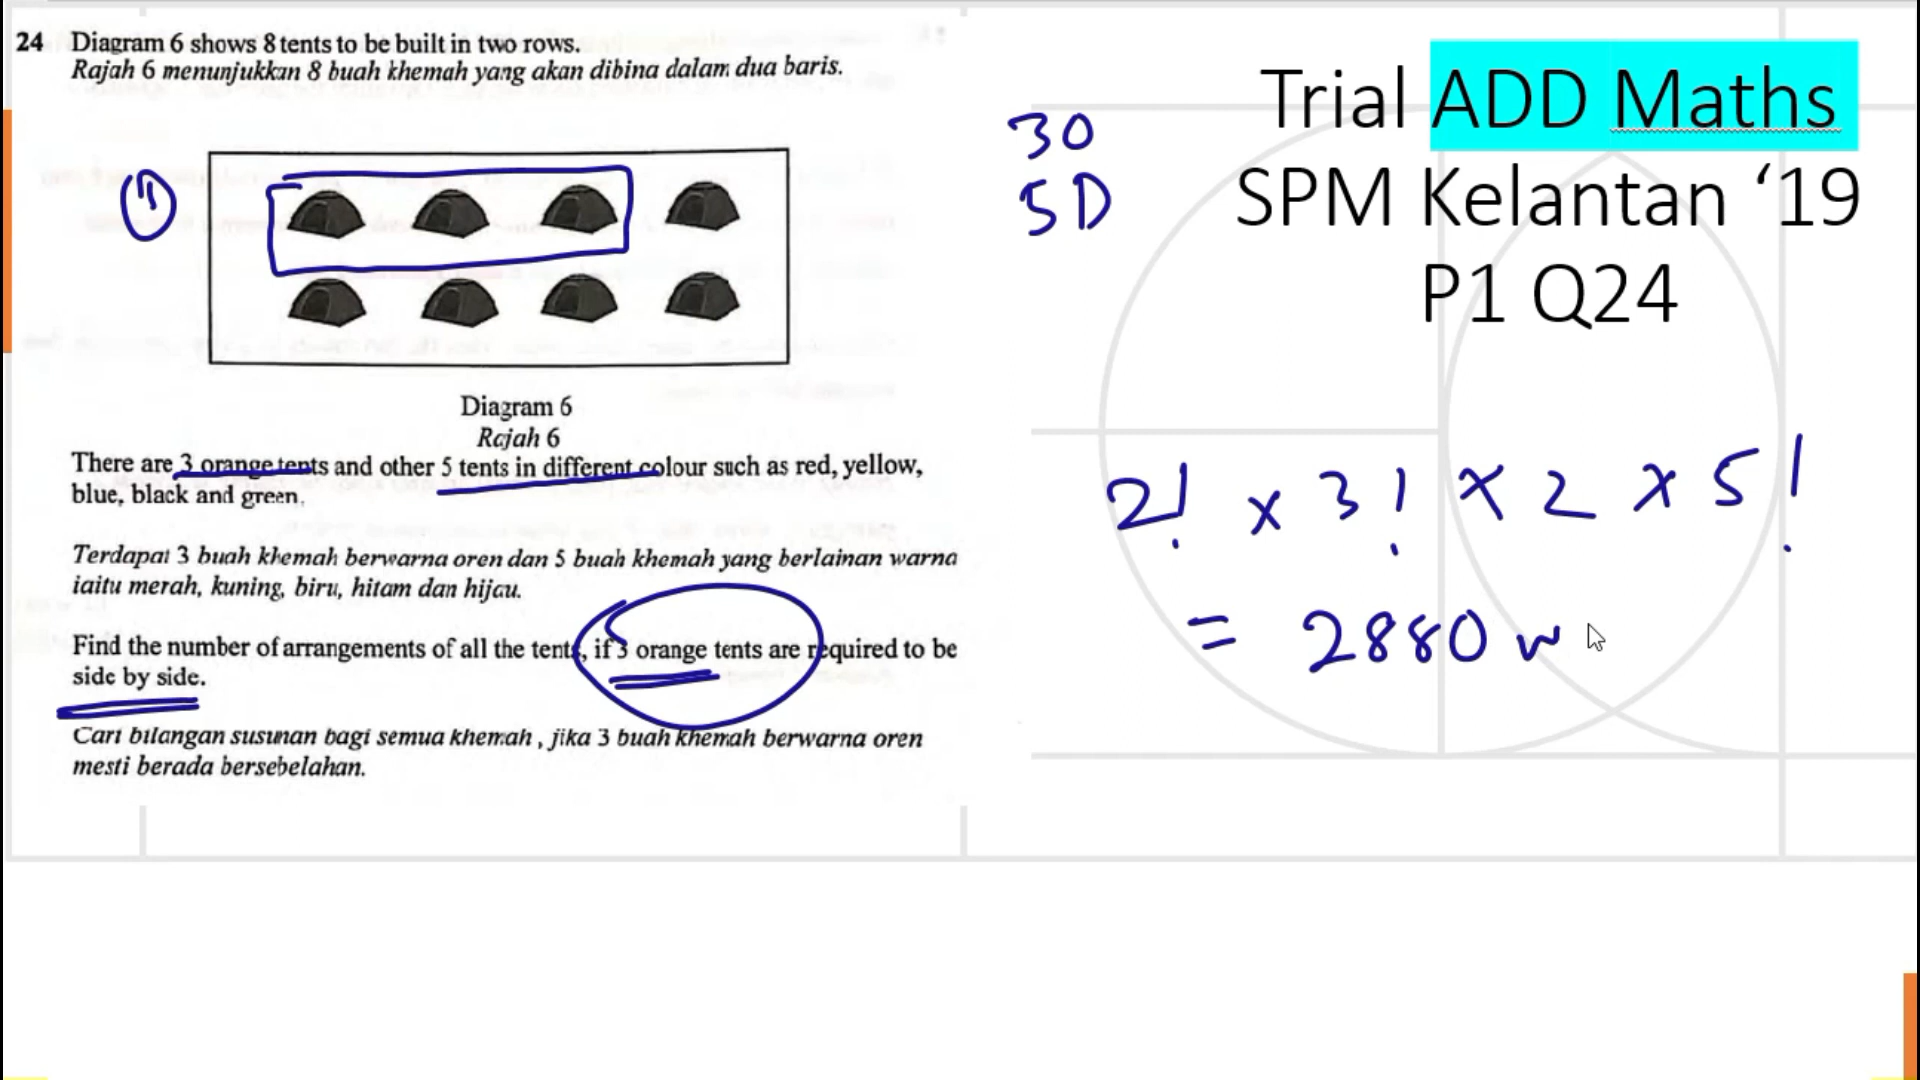 24 Diagram 6 shows 8 tents to be built in two rows.
Rajah 6 menunjukkan 8 buah khemah yang akan dibina dalam dua baris.
1
Diagram 6
Rajah 6
There are 3 orange tents and other 5 tents in different colour such as red, yellow,
blue, black and green.
Terdapat 3 buah khemah berwarna oren dan 5 buah khemah yang berlainan warna
iaitu merah, kuning, biru, hitam dan hijau.
Find the number of arrangements of all the tents, if 3 orange tents are required to be
side by side.
Cari bilangan susunan bagi semua khemah, jika 3 buah khemah berwarna oren
mesti berada bersebelahan.
Trial ADD Maths
SPM Kelantan ‘19
P1 Q24
3O
5D
2! × 3! × 2 × 5!
= 2880 w